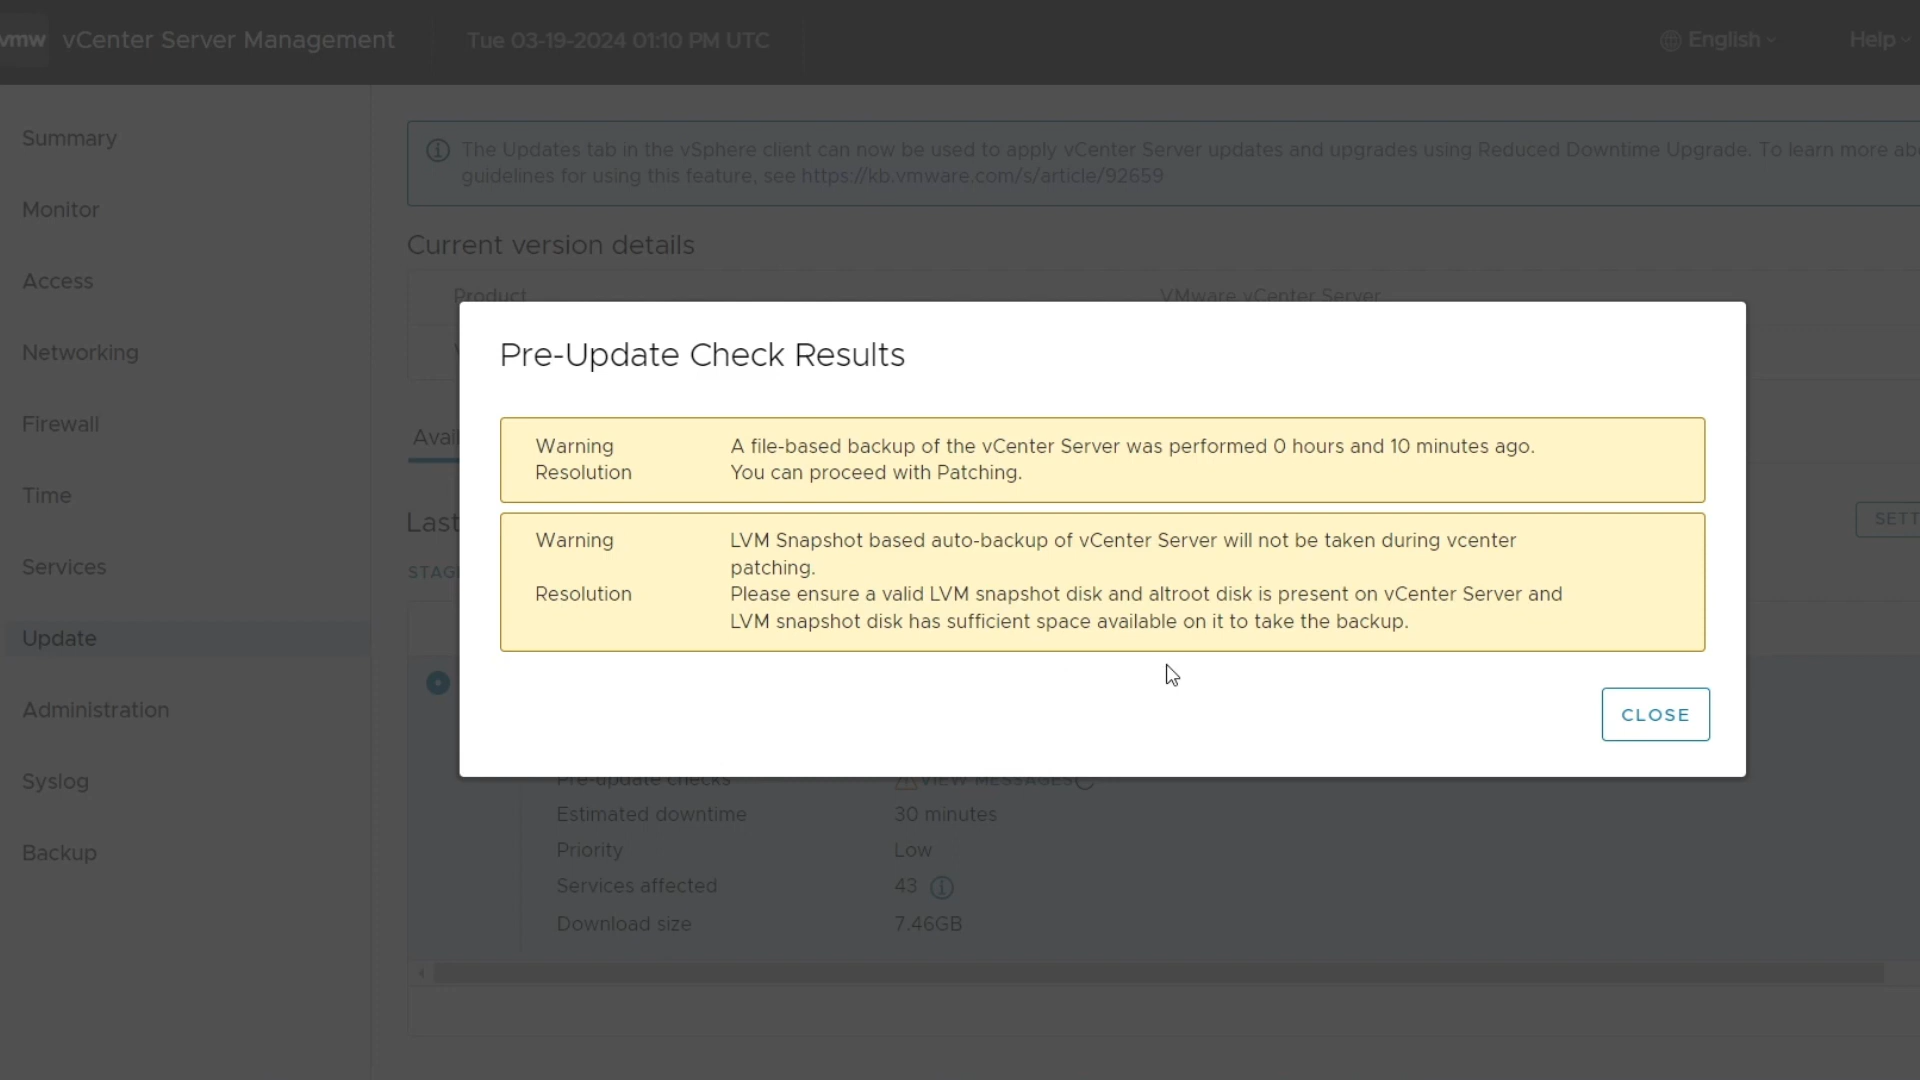 vmw vCenter Server Management Tue 03-19-2024 01:10 PM UTC English Help
Summary
Monitor
Access
Networking
Firewall
Time
Services
Update
Administration
Syslog
Backup
The Updates tab in the vSphere client can now be used to apply vCenter Server updates and upgrades using Reduced Downtime Upgrade. To learn more
guidelines for using this feature, see https://kb.vmware.com/s/article/92659
Current version details
Product VMware vCenter Server
Pre-Update Check Results
Warning A file-based backup of the vCenter Server was performed 0 hours and 10 minutes ago.
Resolution You can proceed with Patching.
Warning LVM Snapshot based auto-backup of vCenter Server will not be taken during vcenter
patching.
Resolution Please ensure a valid LVM snapshot disk and altroot disk is present on vCenter Server and
LVM snapshot disk has sufficient space available on it to take the backup.
CLOSE
Last
Pre-update checks VIEW MESSAGES
Estimated downtime 30 minutes
Priority Low
Services affected 43
Download size 7.46GB